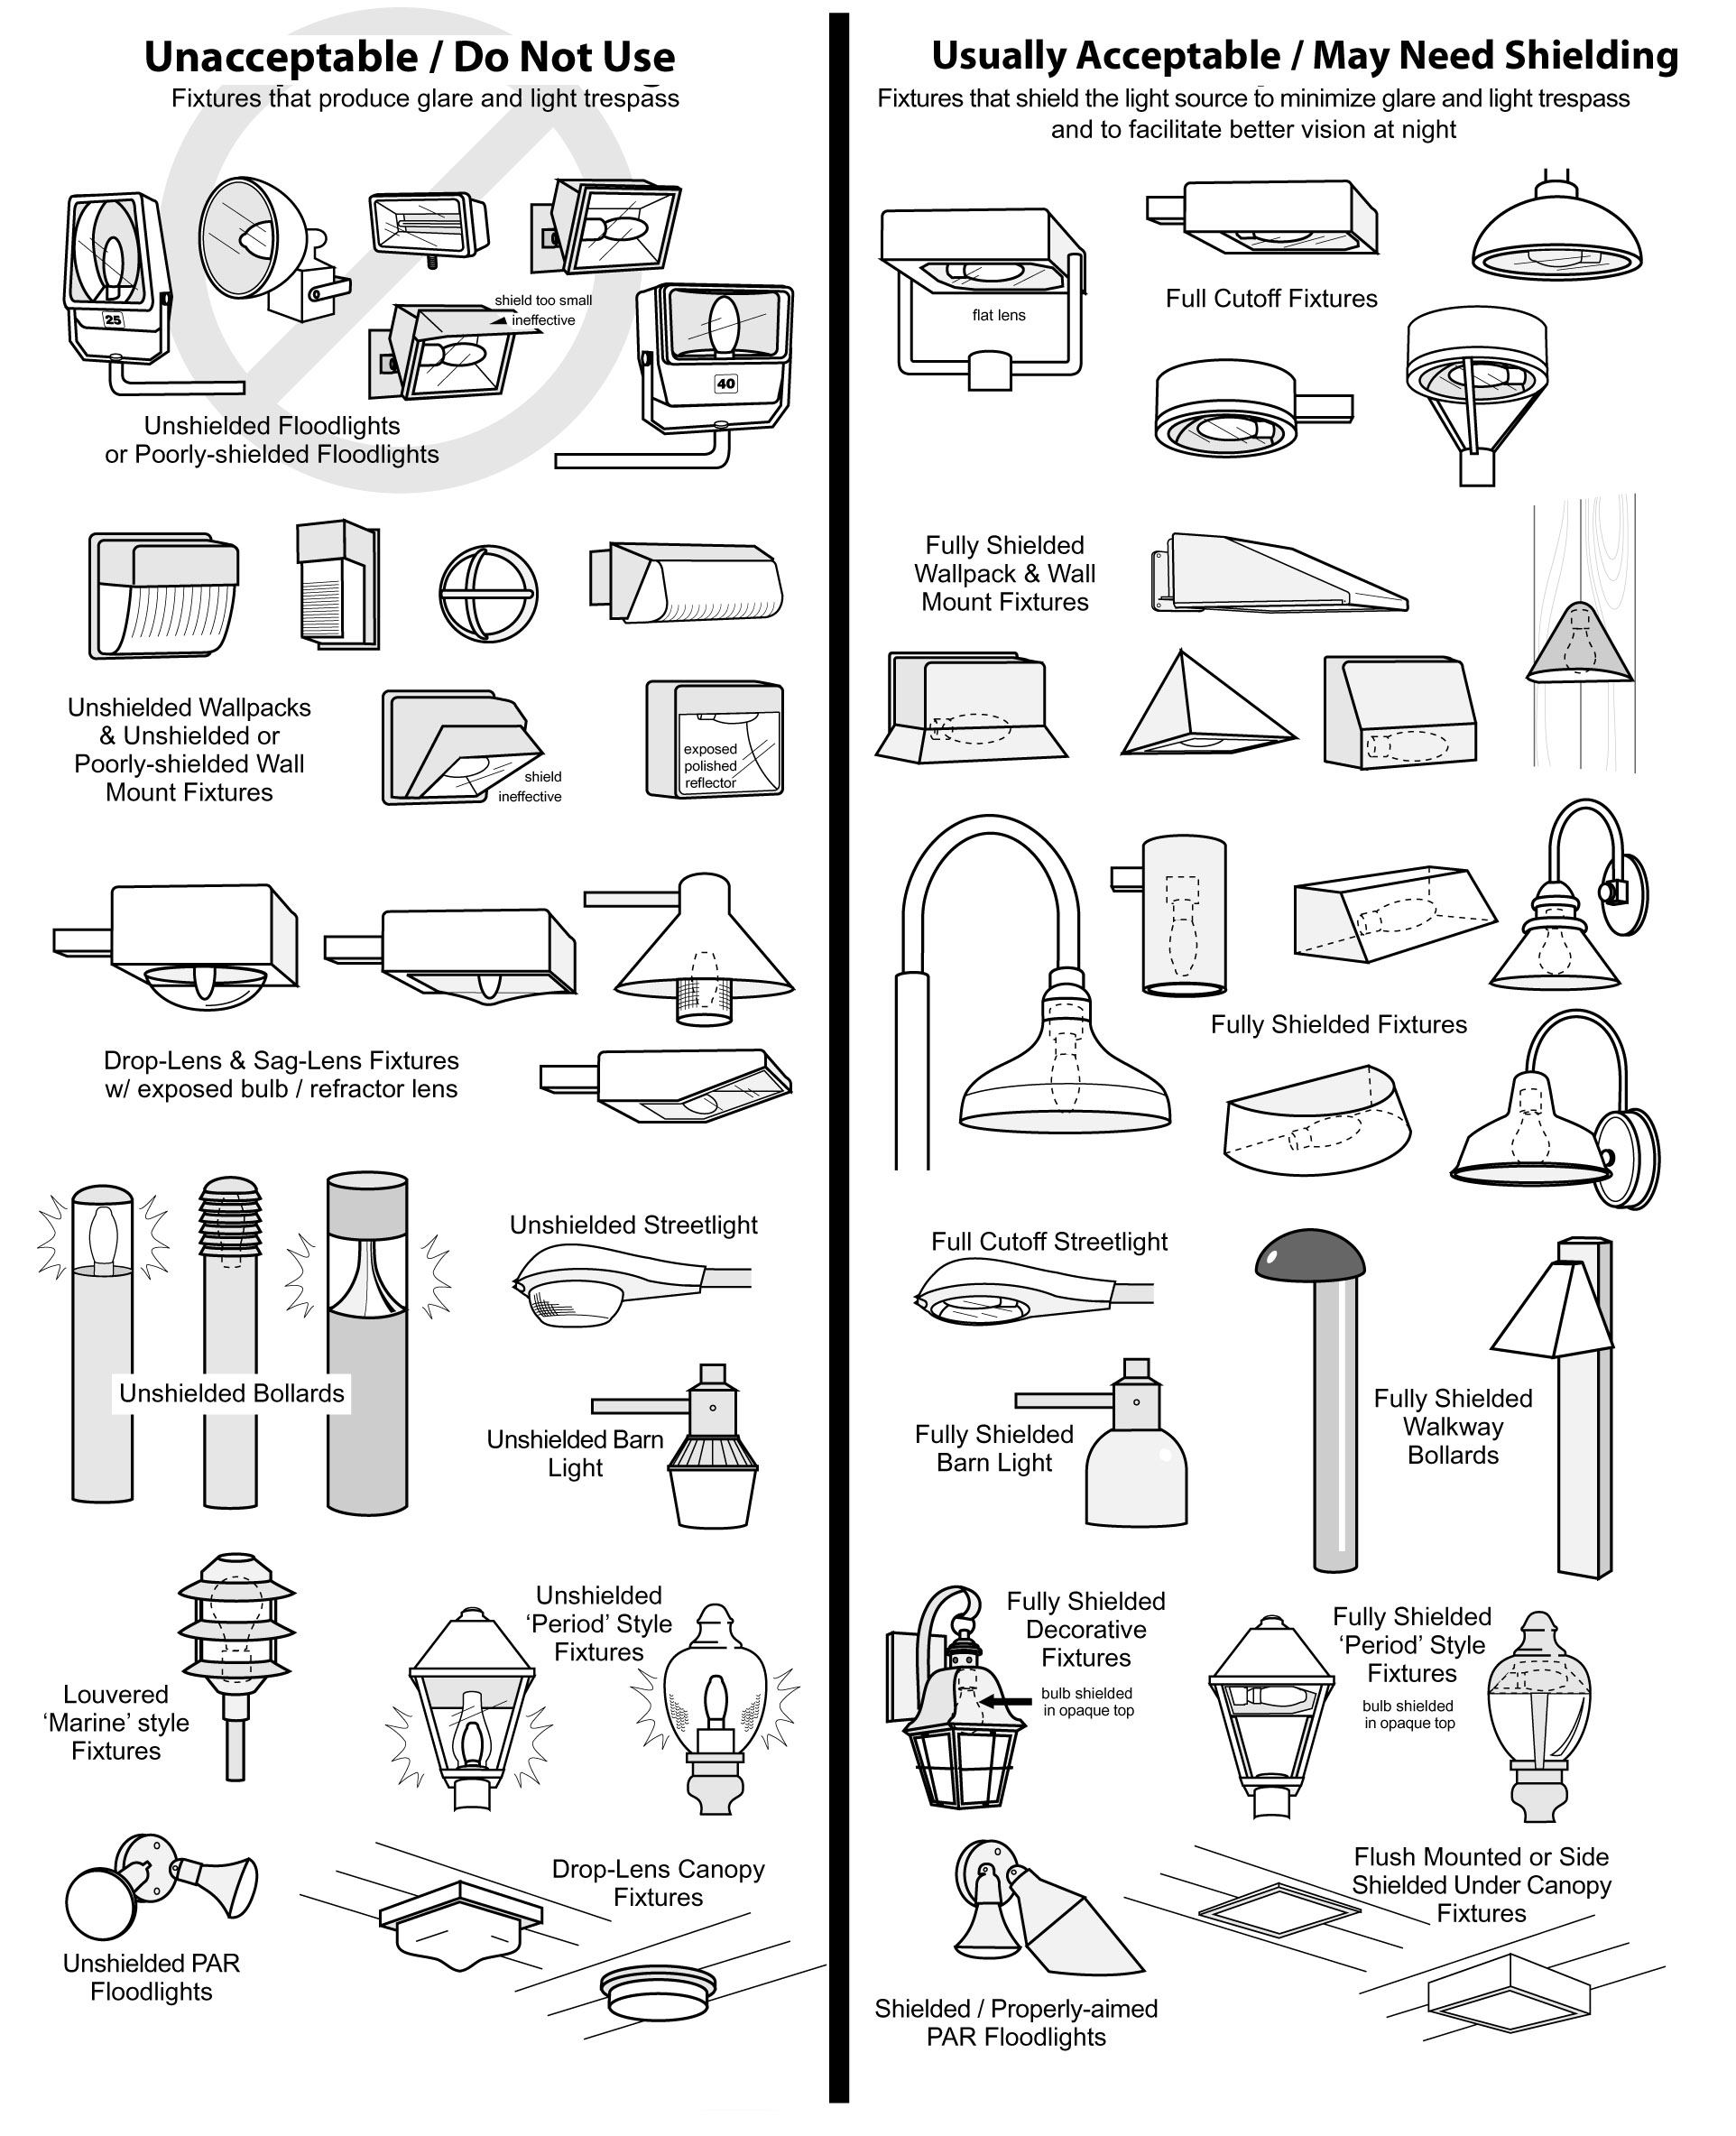 Unacceptable / Do Not Use
Fixtures that produce glare and light trespass
25
shield too small
ineffective
40
Unshielded Floodlights
or Poorly-shielded Floodlights
Unshielded Wallpacks
& Unshielded or
Poorly-shielded Wall
Mount Fixtures
shield
ineffective
exposed
polished
reflector
Drop-Lens & Sag-Lens Fixtures
w/ exposed bulb / refractor lens
Unshielded Bollards
Unshielded Streetlight
Unshielded Barn
Light
Louvered
‘Marine’ style
Fixtures
Unshielded
‘Period’ Style
Fixtures
Unshielded PAR
Floodlights
Drop-Lens Canopy
Fixtures
Usually Acceptable / May Need Shielding
Fixtures that shield the light source to minimize glare and light trespass
and to facilitate better vision at night
flat lens
Full Cutoff Fixtures
Fully Shielded
Wallpack & Wall
Mount Fixtures
Fully Shielded Fixtures
Full Cutoff Streetlight
Fully Shielded
Barn Light
Fully Shielded
Walkway
Bollards
Fully Shielded
Decorative
Fixtures
bulb shielded
in opaque top
Fully Shielded
‘Period’ Style
Fixtures
bulb shielded
in opaque top
Shielded / Properly-aimed
PAR Floodlights
Flush Mounted or Side
Shielded Under Canopy
Fixtures